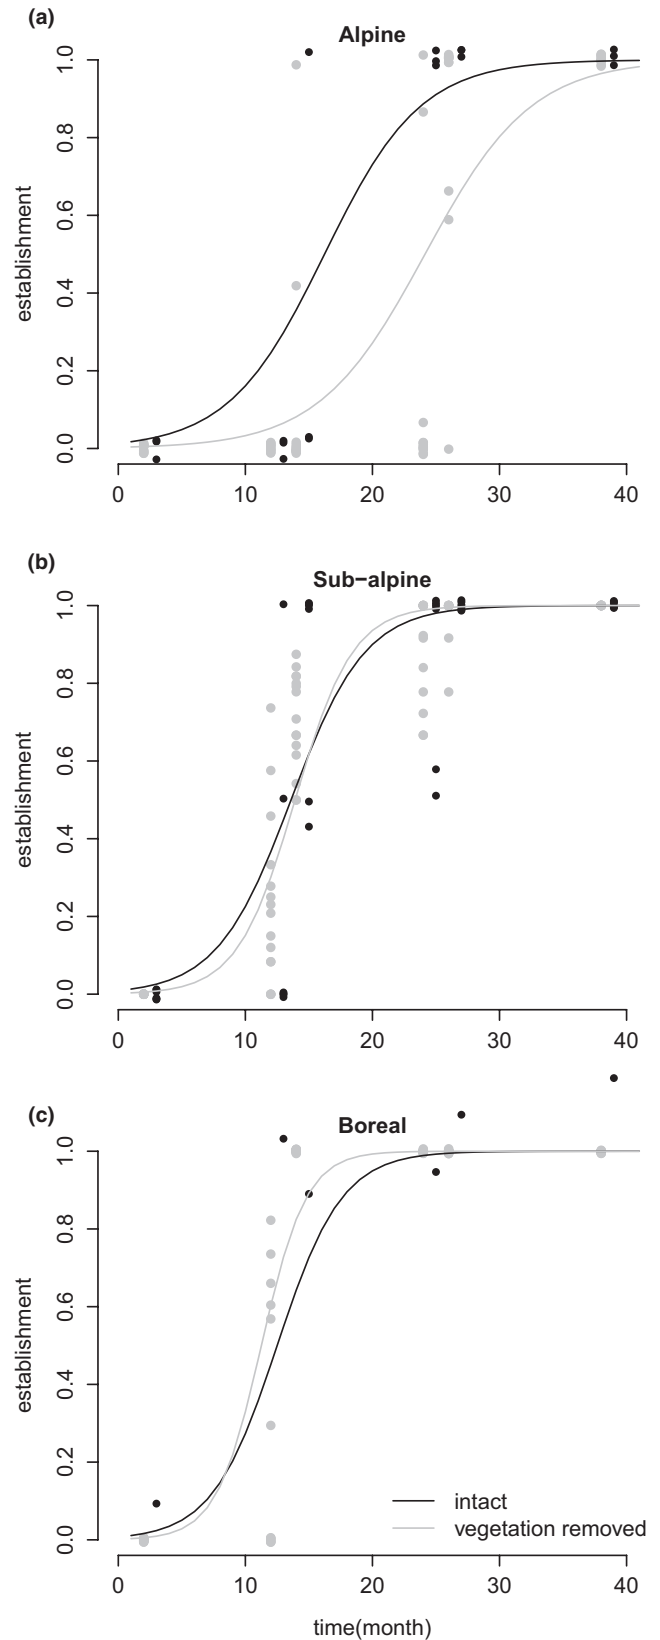 (a)
Alpine
establishment
0.0 0.2 0.4 0.6 0.8 1.0
0 10 20 30 40
(b)
Sub−alpine
establishment
0.0 0.2 0.4 0.6 0.8 1.0
0 10 20 30 40
(c)
Boreal
establishment
0.0 0.2 0.4 0.6 0.8 1.0
intact
vegetation removed
0 10 20 30 40
time(month)